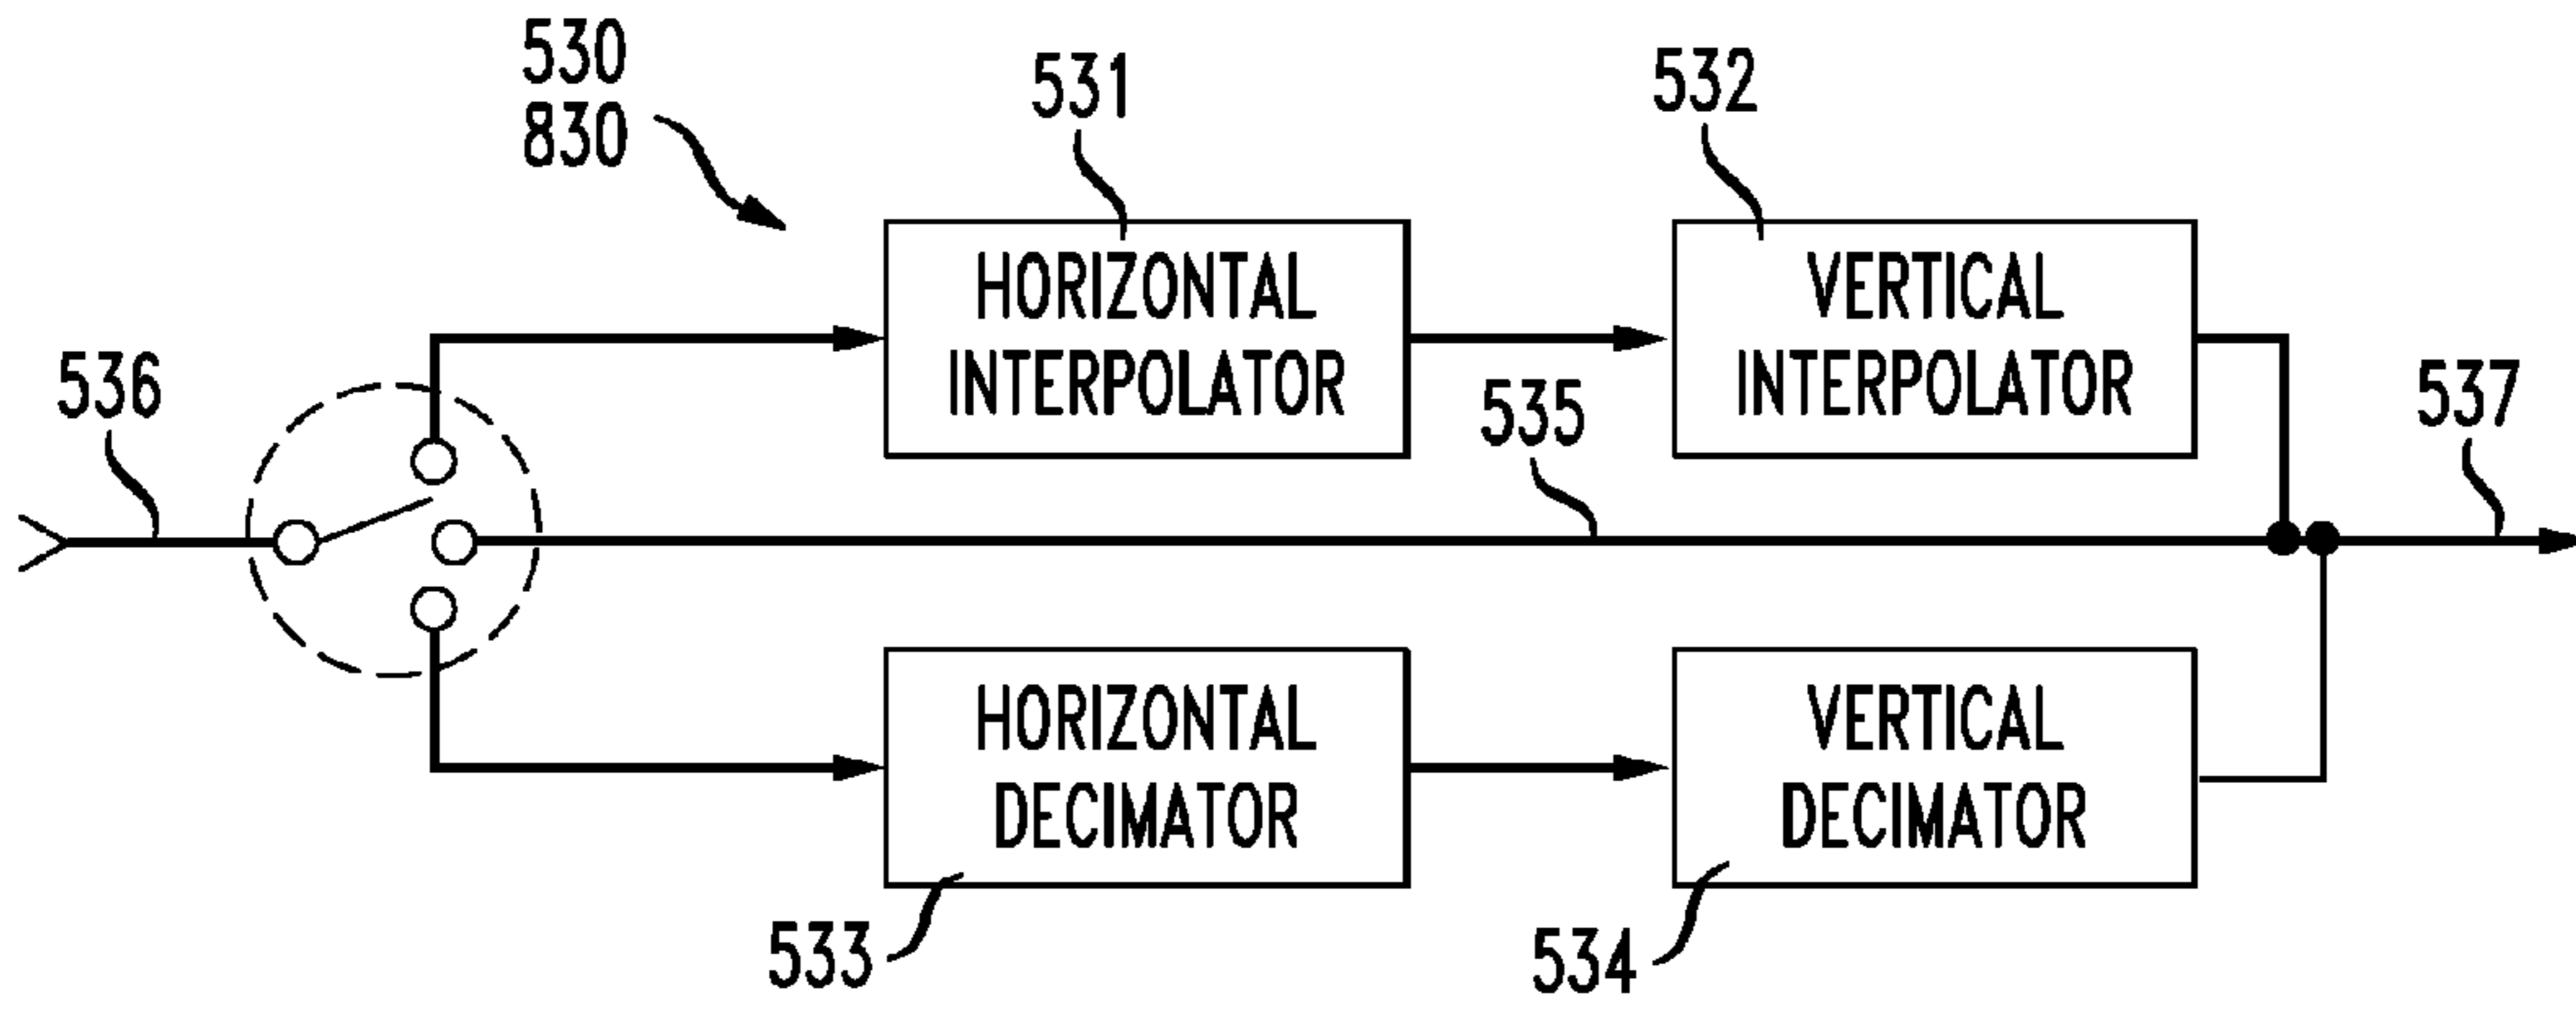 530
830
531
532
HORIZONTAL
INTERPOLATOR
VERTICAL
INTERPOLATOR
536
535
537
HORIZONTAL
DECIMATOR
VERTICAL
DECIMATOR
533
534